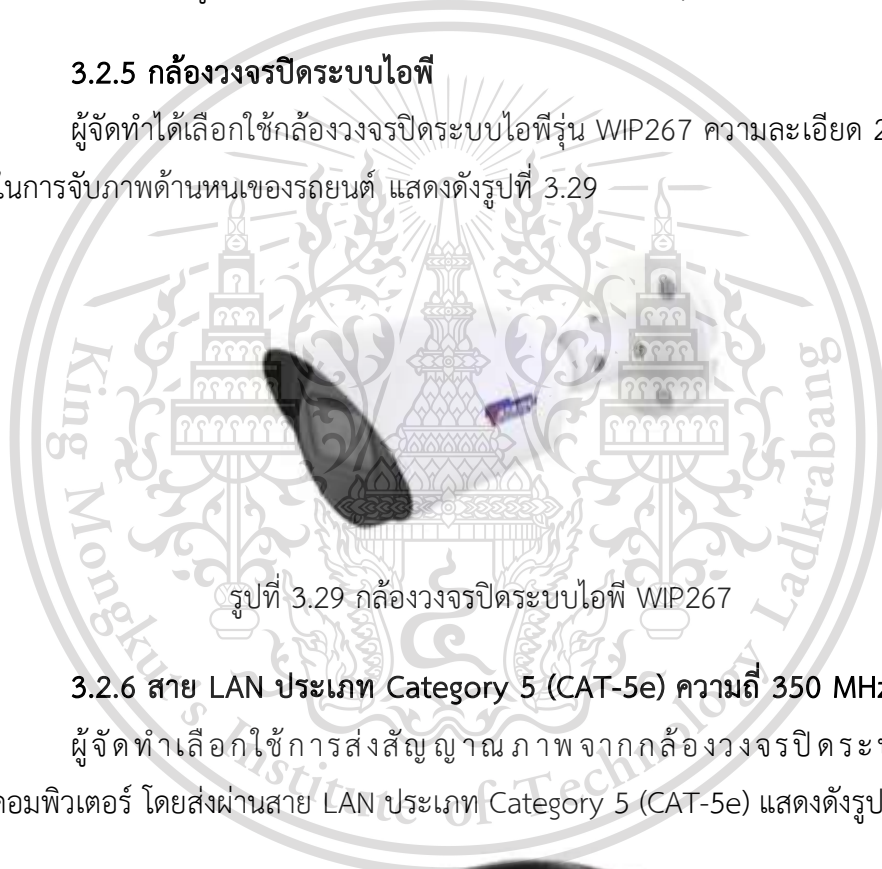 3.2.5 กล้องวงจรปิดระบบไอพี
ผู้จัดทำได้เลือกใช้กล้องวงจรปิดระบบไอพีรุ่น WIP267 ความละเอียด 2
ในการจับภาพด้านหนเของรถยนต์ แสดงดังรูปที่ 3.29
รูปที่ 3.29 กล้องวงจรปิดระบบไอพี WIP267
3.2.6 สาย LAN ประเภท Category 5 (CAT-5e) ความถี่ 350 MHz
ผู้จัดทำเลือกใช้การส่งสัญญาณภาพจากกล้องวงจรปิดระบ
คอมพิวเตอร์ โดยส่งผ่านสาย LAN ประเภท Category 5 (CAT-5e) แสดงดังรูป
King Mongkut's Institute of Technology Ladkrabang